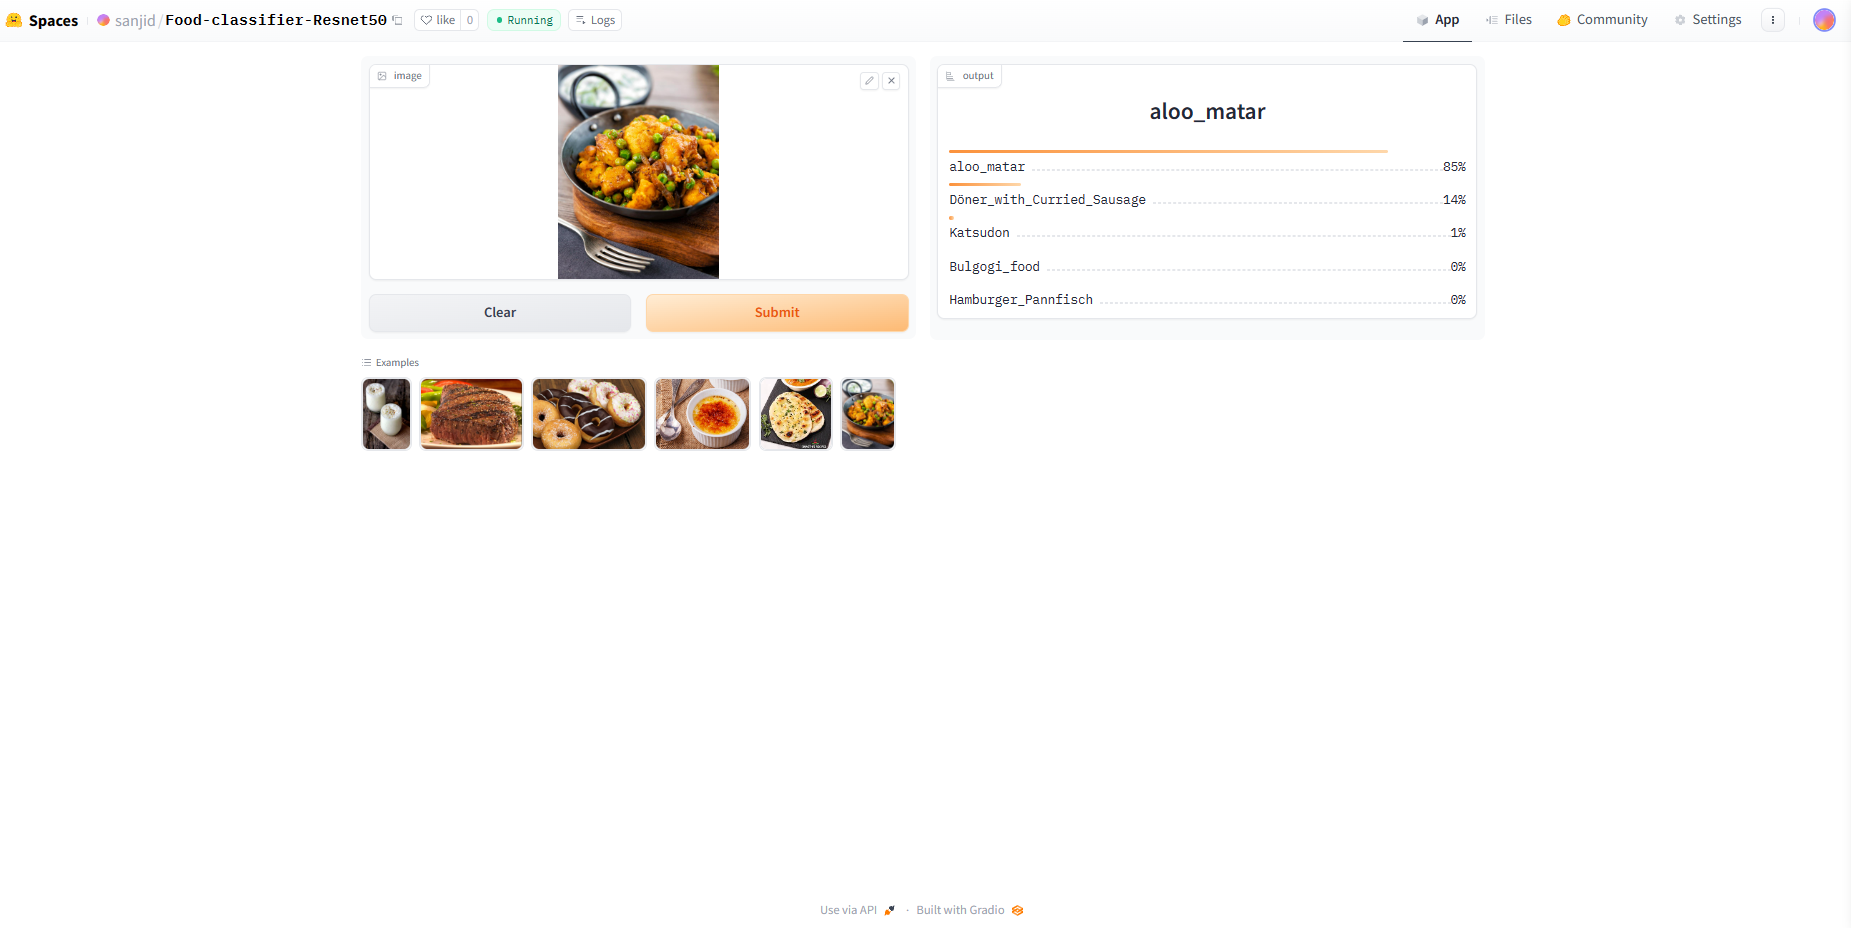 Spaces sanjid / Food-classifier-Resnet50 like 0 Running Logs App Files Community Settings
image
output
aloo_matar
aloo_matar 85%
Döner_with_Curried_Sausage 14%
Katsudon 1%
Bulgogi_food 0%
Hamburger_Pannfisch 0%
Clear Submit
Examples
Use via API · Built with Gradio